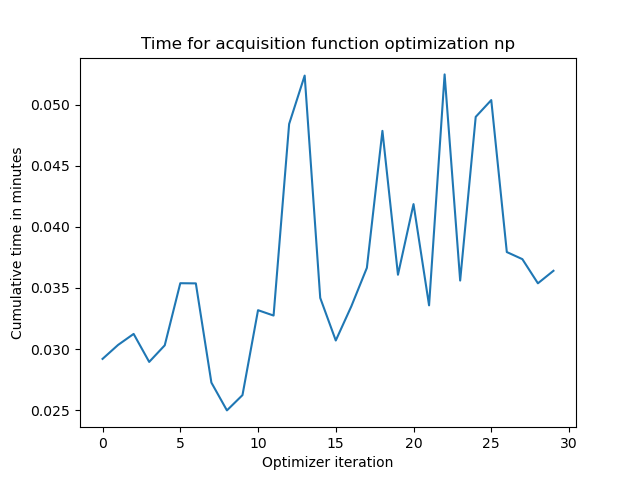 Time for acquisition function optimization np
Cumulative time in minutes
0.050
0.045
0.040
0.035
0.030
0.025
0 5 10 15 20 25 30
Optimizer iteration